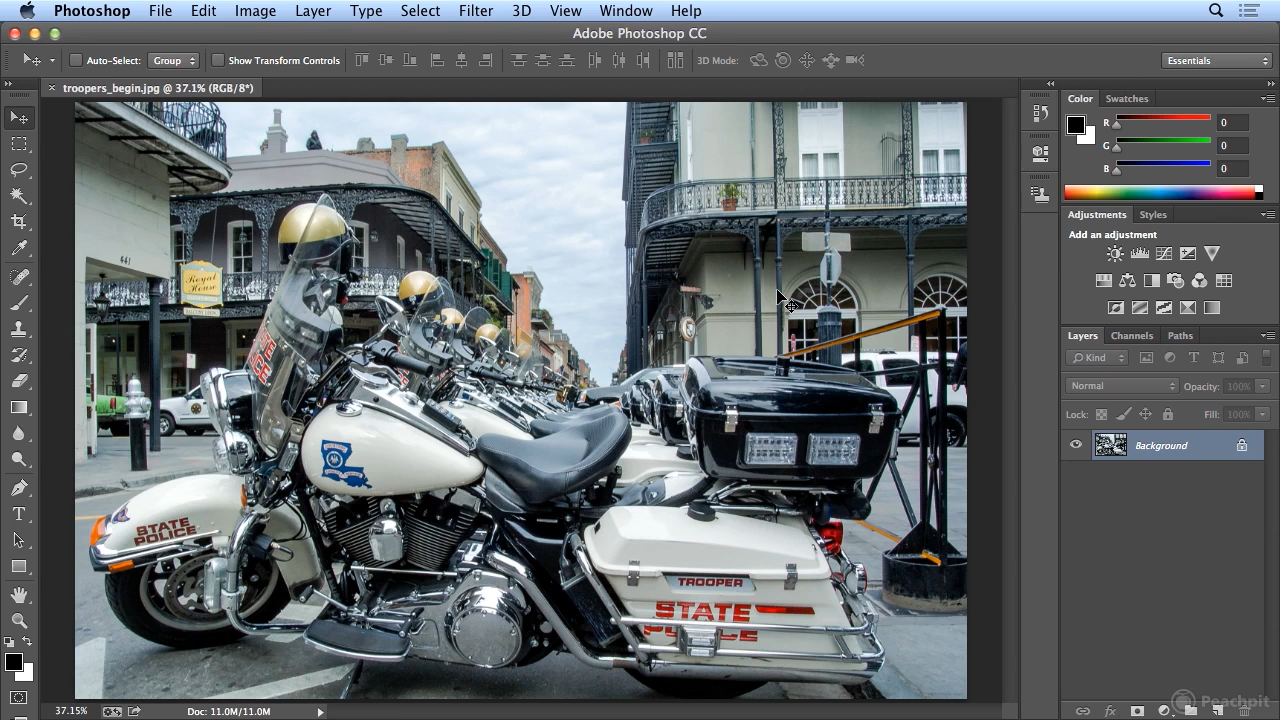 Photoshop File Edit Image Layer Type Select Filter 3D View Window Help
Adobe Photoshop CC
Auto-Select: Group Show Transform Controls 3D Mode: Essentials
× troopers_begin.jpg @ 37.1% (RGB/8*)
Color Swatches
R 0
G 0
B 0
Adjustments Styles
Add an adjustment
Layers Channels Paths
Kind
Normal Opacity: 100%
Lock: Fill: 100%
Background
441
Royal
House
STATE
POLICE
TROOPER
STATE
POLICE
37.15% Doc: 11.0M/11.0M
Peachpit